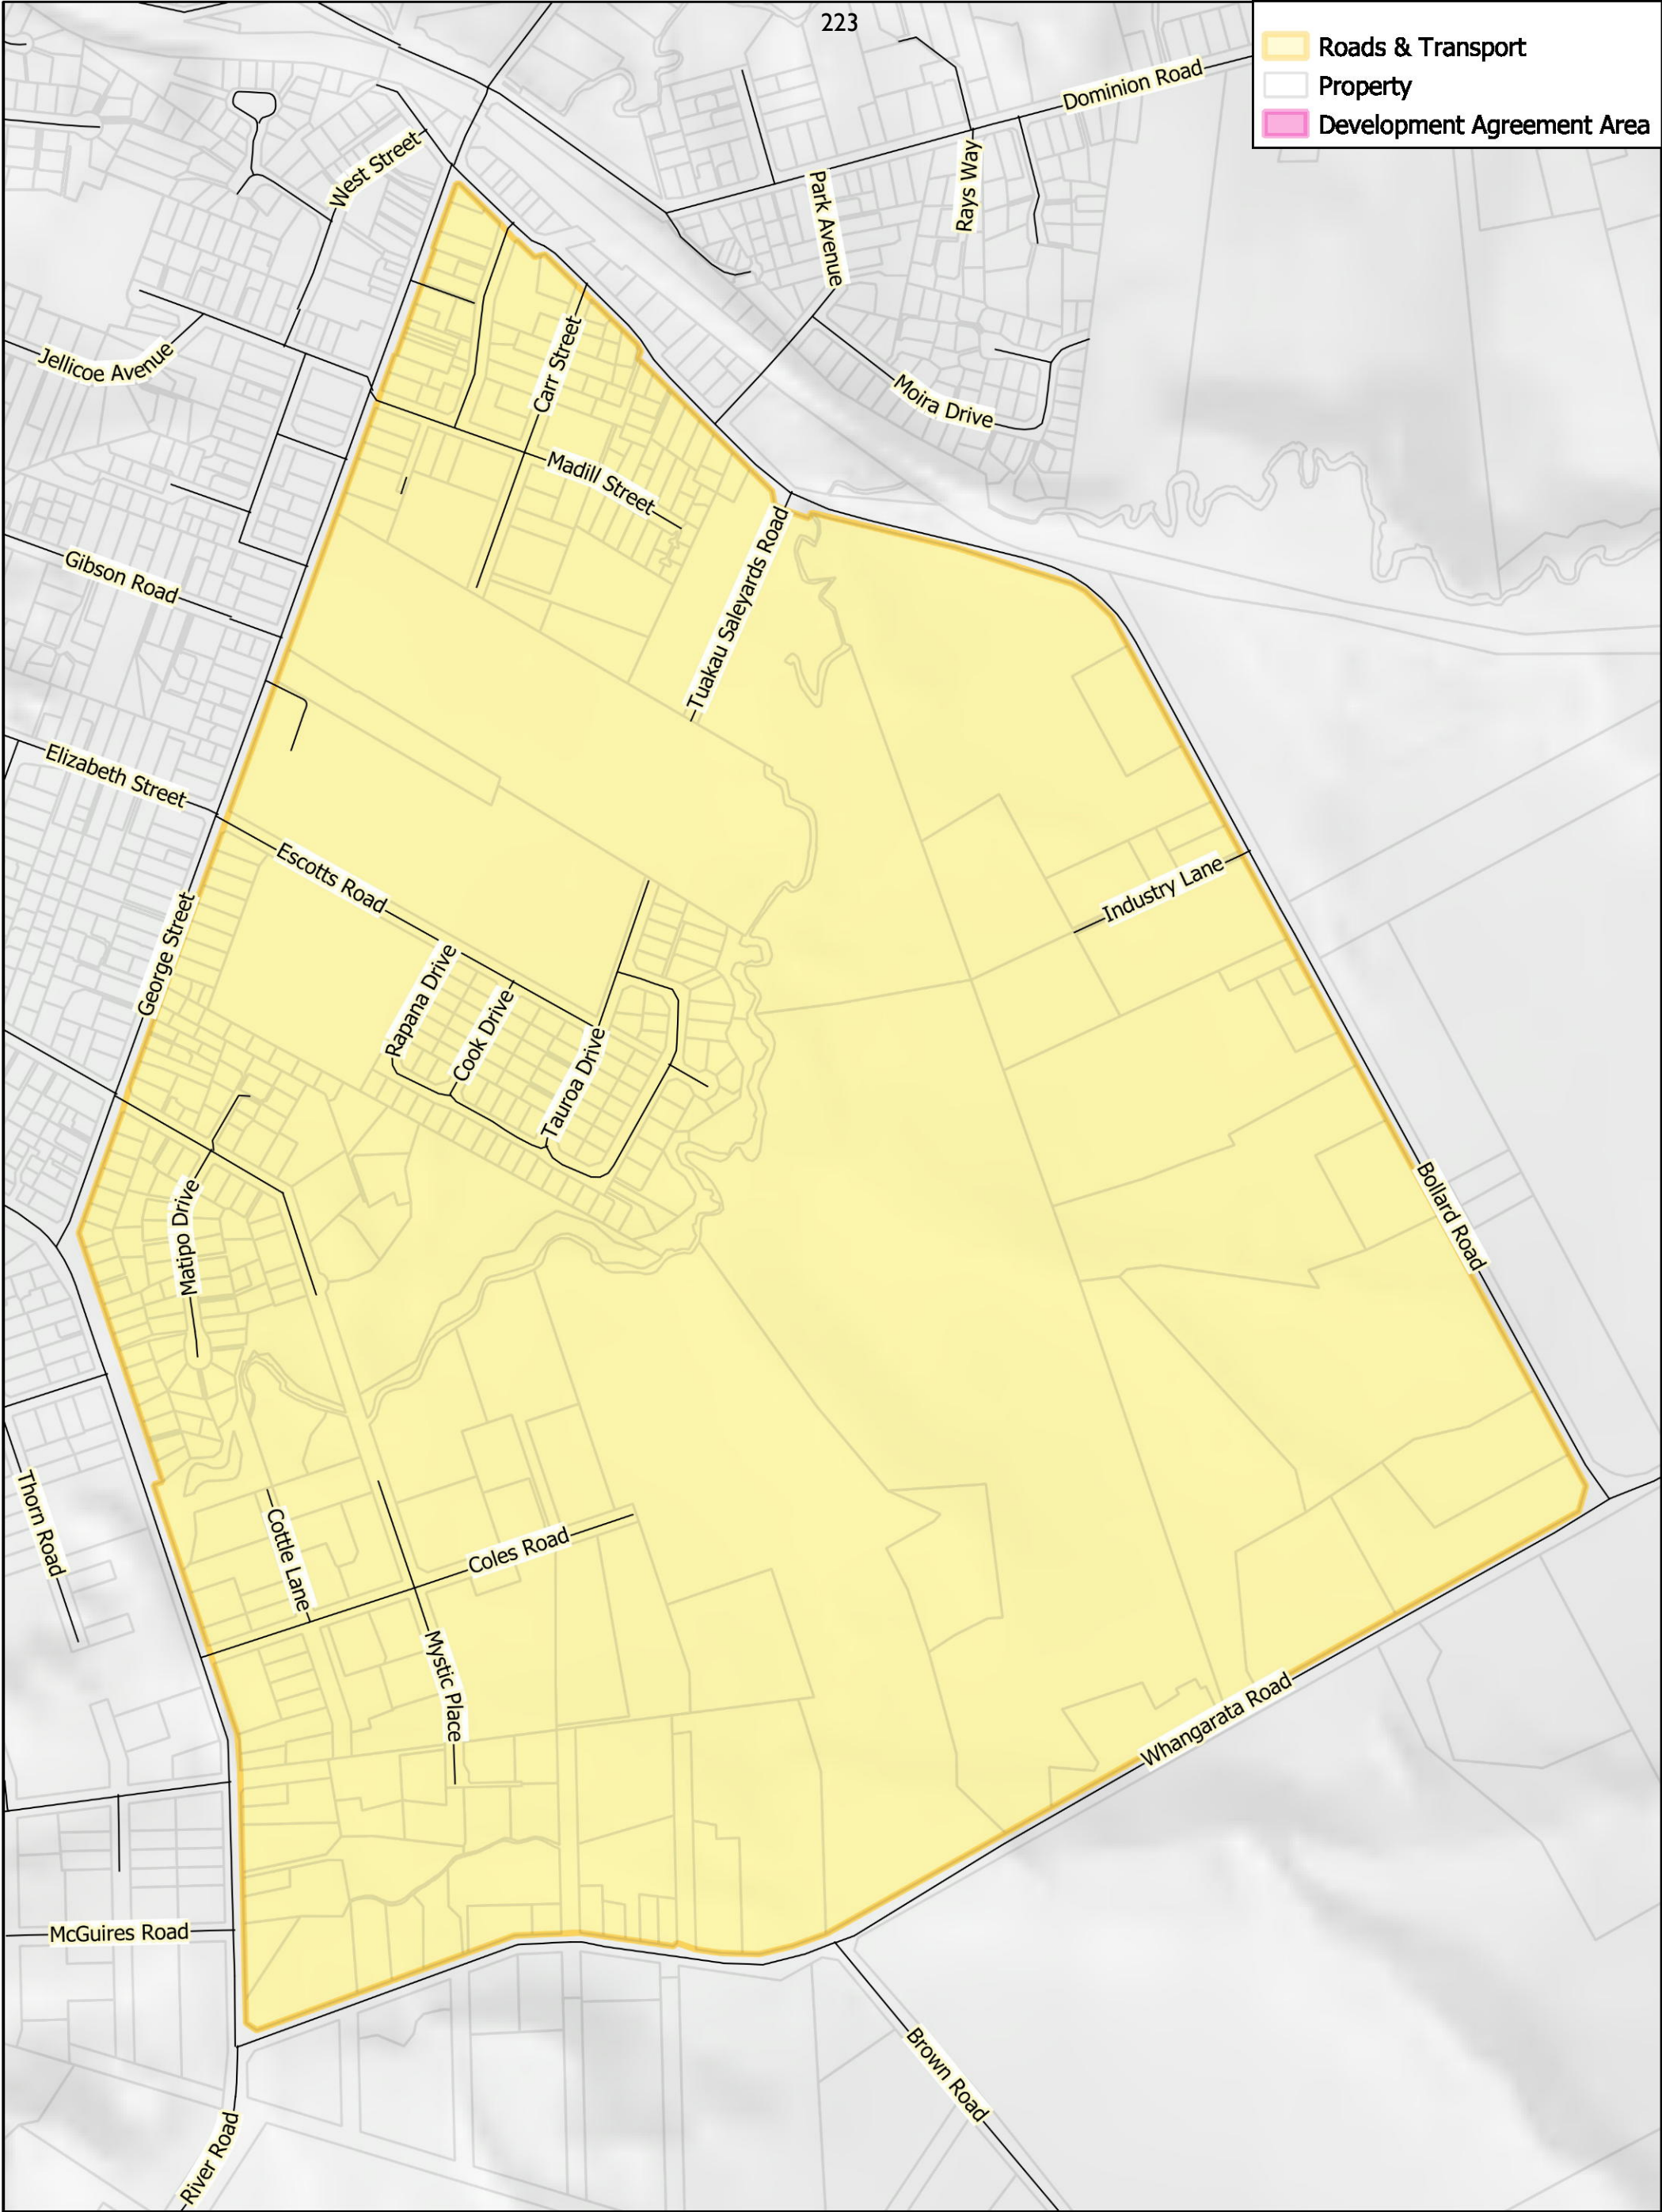 223
Roads & Transport
Property
Development Agreement Area
Dominion Road
West Street
Rays Way
Park Avenue
Jellicoe Avenue
Carr Street
Moira Drive
Madill Street
Tuakau Saleyards Road
Gibson Road
Elizabeth Street
Escotts Road
Industry Lane
George Street
Rapana Drive
Cook Drive
Tauroa Drive
Matipo Drive
Bollard Road
Thorn Road
Cottle Lane
Coles Road
Mystic Place
Whangarata Road
McGuires Road
Brown Road
River Road